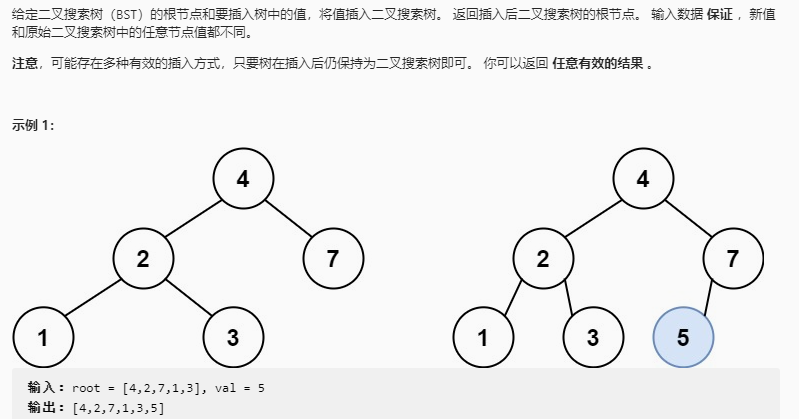 给定二叉搜索树（BST）的根节点和要插入树中的值，将值插入二叉搜索树。 返回插入后二叉搜索树的根节点。 输入数据 保证 ，新值
和原始二叉搜索树中的任意节点值都不同。
注意，可能存在多种有效的插入方式，只要树在插入后仍保持为二叉搜索树即可。 你可以返回 任意有效的结果 。
示例 1：
4 4
2 7 2 7
1 3 1 3 5
输入：root = [4,2,7,1,3], val = 5
输出：[4,2,7,1,3,5]